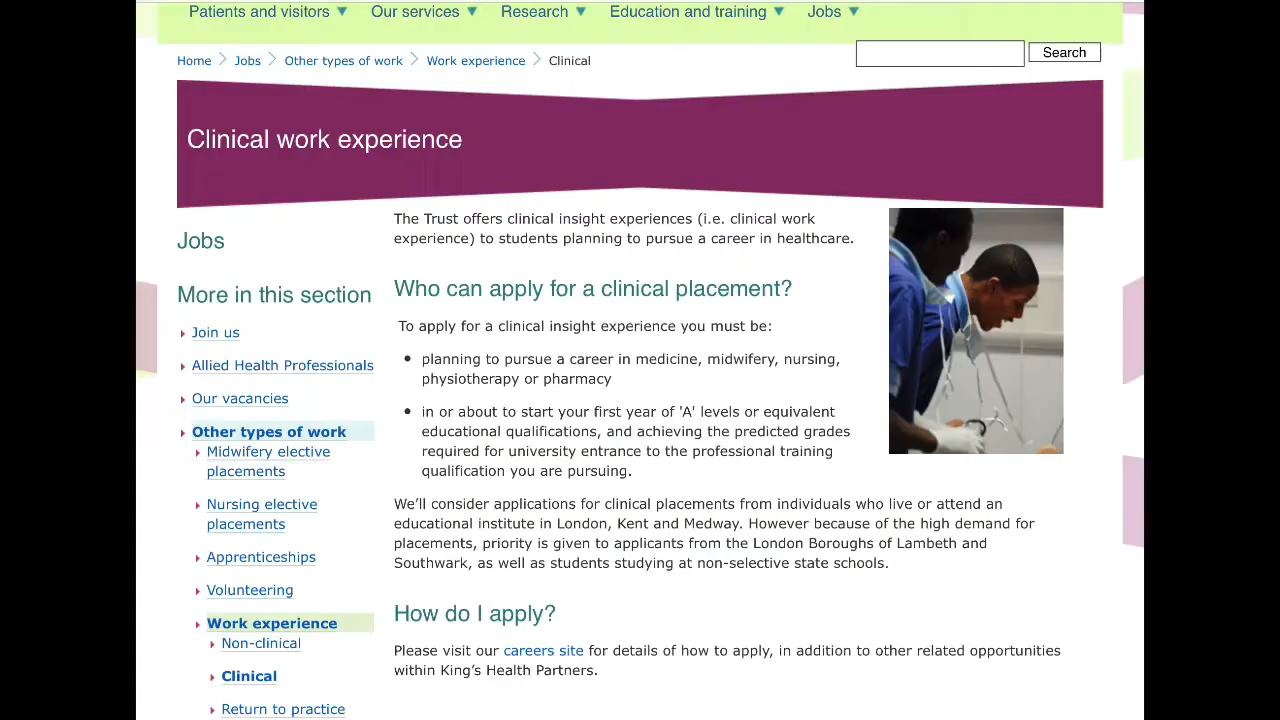 Patients and visitors Our services Research Education and training Jobs
Home Jobs Other types of work Work experience Clinical
Search
Clinical work experience
Jobs
More in this section
Join us
Allied Health Professionals
Our vacancies
Other types of work
Midwifery elective
placements
Nursing elective
placements
Apprenticeships
Volunteering
Work experience
Non-clinical
Clinical
Return to practice
The Trust offers clinical insight experiences (i.e. clinical work
experience) to students planning to pursue a career in healthcare.
Who can apply for a clinical placement?
To apply for a clinical insight experience you must be:
planning to pursue a career in medicine, midwifery, nursing,
physiotherapy or pharmacy
in or about to start your first year of 'A' levels or equivalent
educational qualifications, and achieving the predicted grades
required for university entrance to the professional training
qualification you are pursuing.
We’ll consider applications for clinical placements from individuals who live or attend an
educational institute in London, Kent and Medway. However because of the high demand for
placements, priority is given to applicants from the London Boroughs of Lambeth and
Southwark, as well as students studying at non-selective state schools.
How do I apply?
Please visit our careers site for details of how to apply, in addition to other related opportunities
within King’s Health Partners.